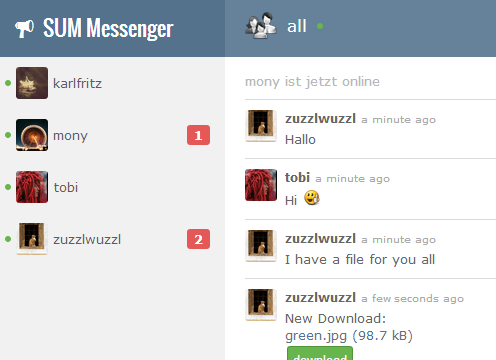 SUM Messenger
all
karlfritz
mony 1
tobi
zuzzlwuzzl 2
mony ist jetzt online
zuzzlwuzzl a minute ago
Hallo
tobi a minute ago
Hi
zuzzlwuzzl a minute ago
I have a file for you all
zuzzlwuzzl a few seconds ago
New Download:
green.jpg (98.7 kB)
download